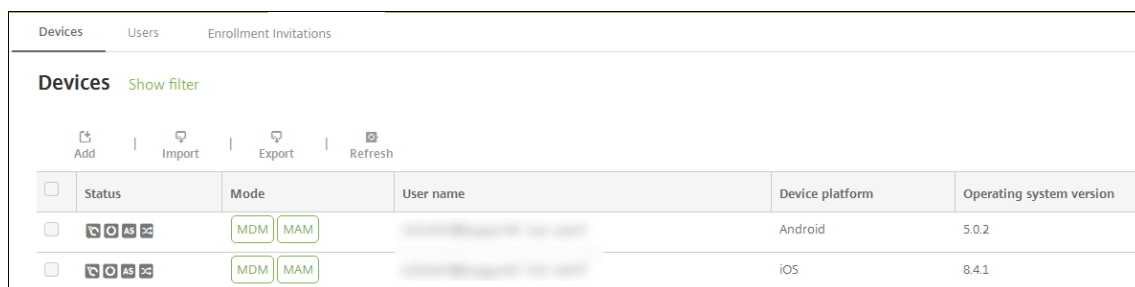 Devices Users Enrollment Invitations
Devices Show filter
Add | Import | Export | Refresh
Status Mode User name Device platform Operating system version
AS MDM MAM Android 5.0.2
AS MDM MAM iOS 8.4.1